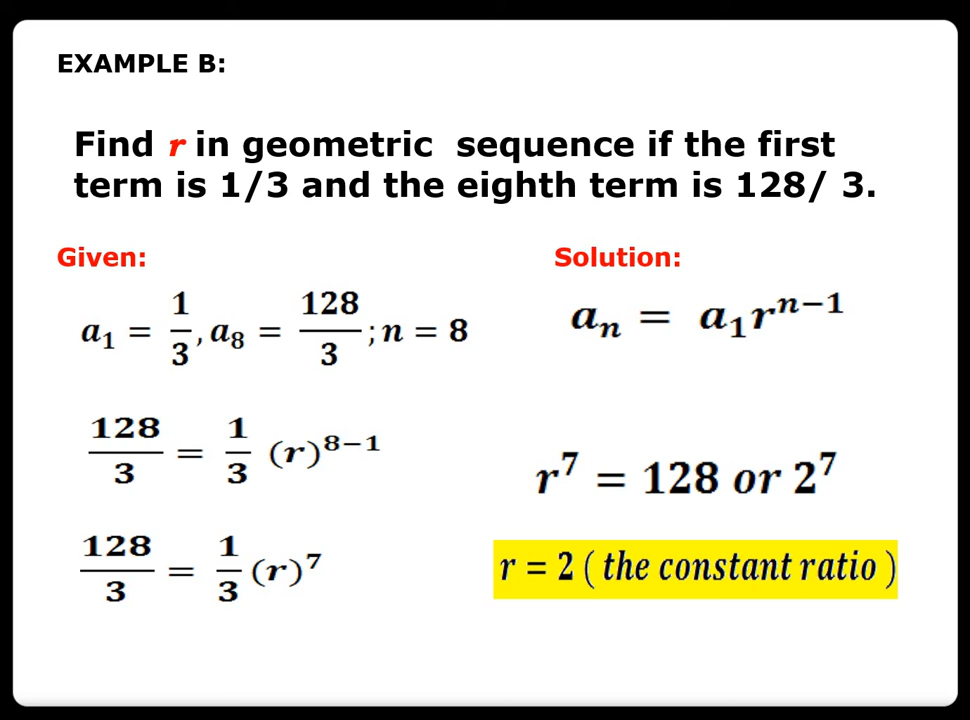 EXAMPLE B:
Find r in geometric sequence if the first
term is 1/3 and the eighth term is 128/ 3.
Given:
a₁ = 1/3, a₈ = 128/3 ; n = 8
128/3 = 1/3 (r)⁸⁻¹
128/3 = 1/3 (r)⁷
Solution:
aₙ = a₁rⁿ⁻¹
r⁷ = 128 or 2⁷
r = 2 ( the constant ratio )